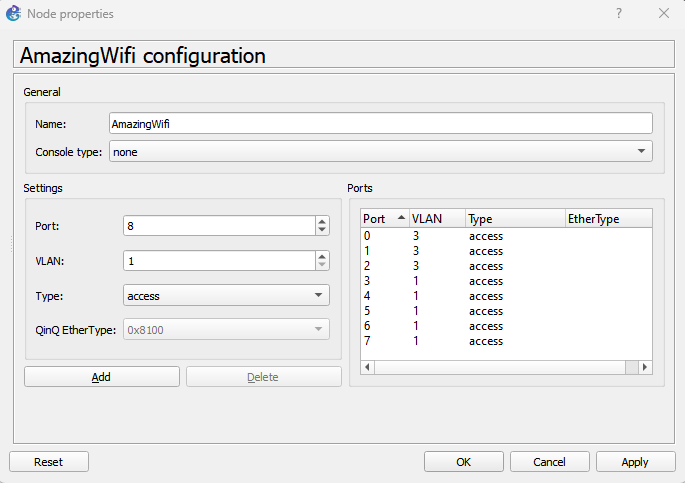 Node properties
?
AmazingWifi configuration
General
Name: AmazingWifi
Console type: none
Settings
Port: 8
VLAN: 1
Type: access
QinQ EtherType: 0x8100
Add Delete
Ports
Port VLAN Type EtherType
0 3 access
1 3 access
2 3 access
3 1 access
4 1 access
5 1 access
6 1 access
7 1 access
Reset OK Cancel Apply